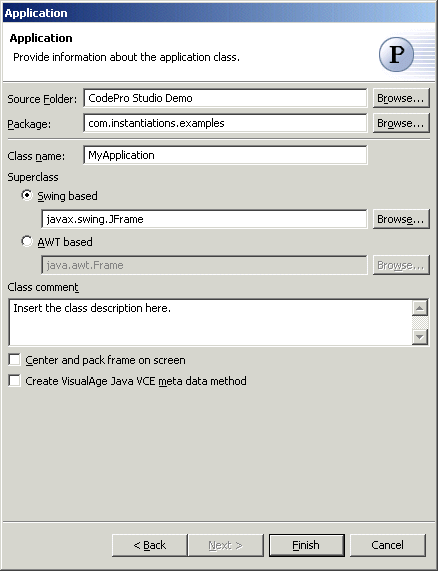 Application
Application
Provide information about the application class.
P
Source Folder: CodePro Studio Demo Browse...
Package: com.instantiations.examples Browse...
Class name: MyApplication
Superclass
Swing based
javax.swing.JFrame Browse...
AWT based
java.awt.Frame Browse...
Class comment
Insert the class description here.
Center and pack frame on screen
Create VisualAge Java VCE meta data method
< Back Next > Finish Cancel